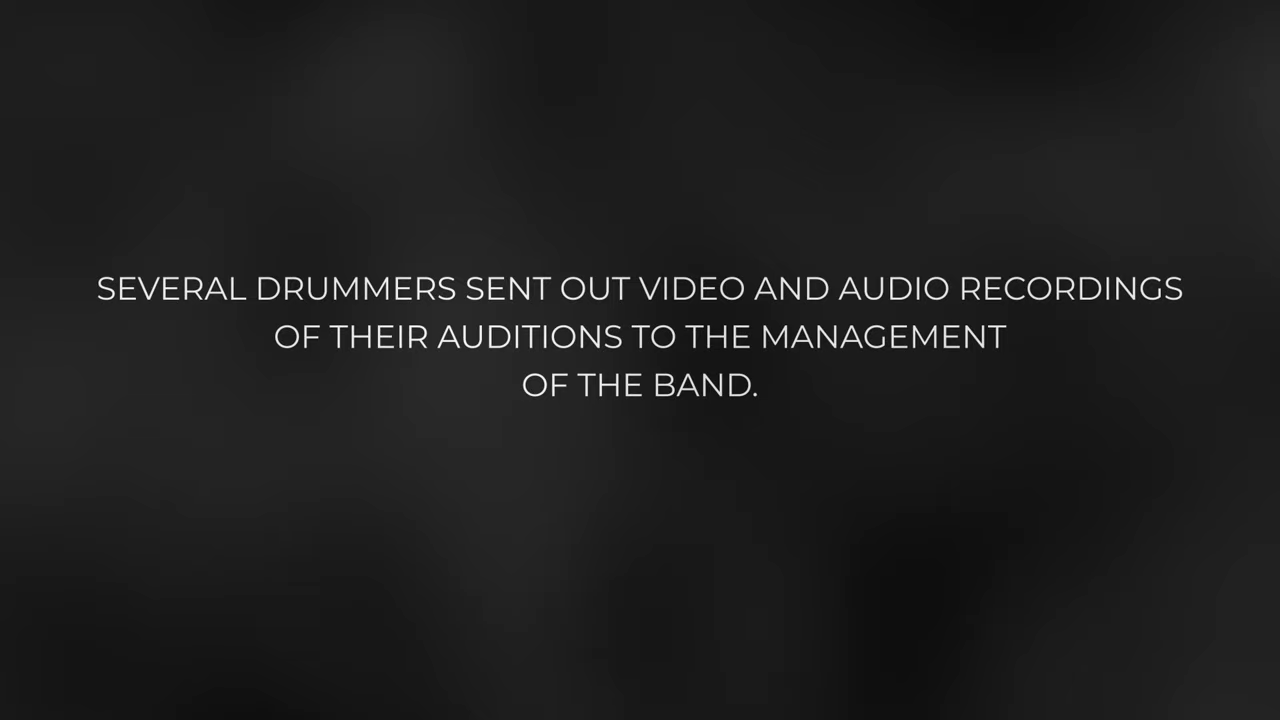 SEVERAL DRUMMERS SENT OUT VIDEO AND AUDIO RECORDINGS
OF THEIR AUDITIONS TO THE MANAGEMENT
OF THE BAND.